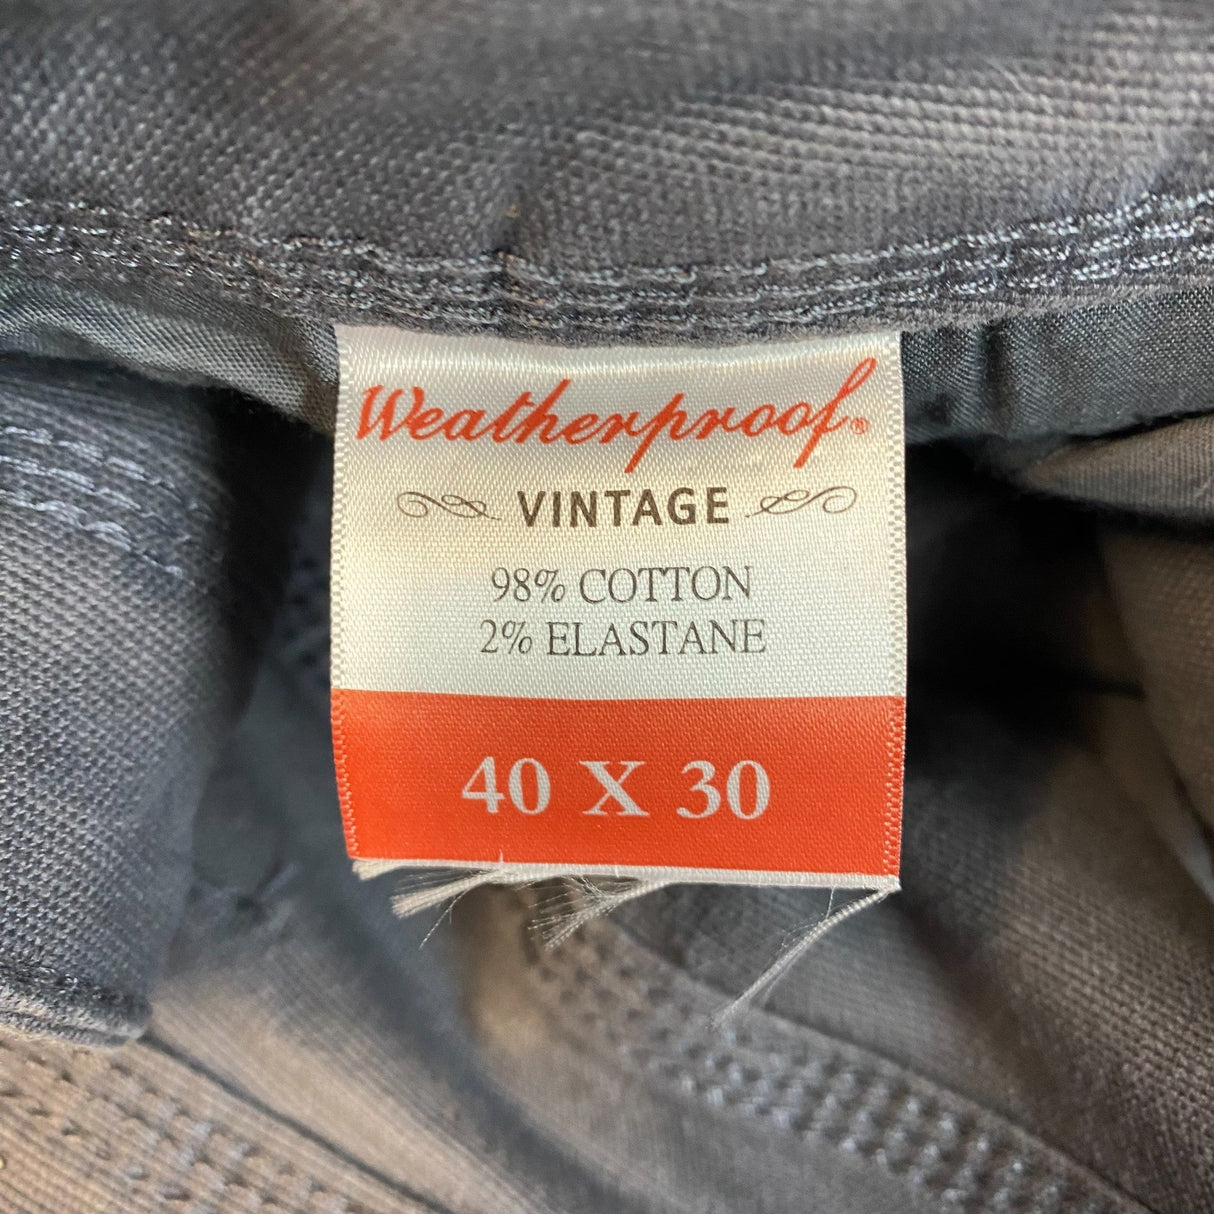 Weatherproof®
VINTAGE
98% COTTON
2% ELASTANE
40 X 30